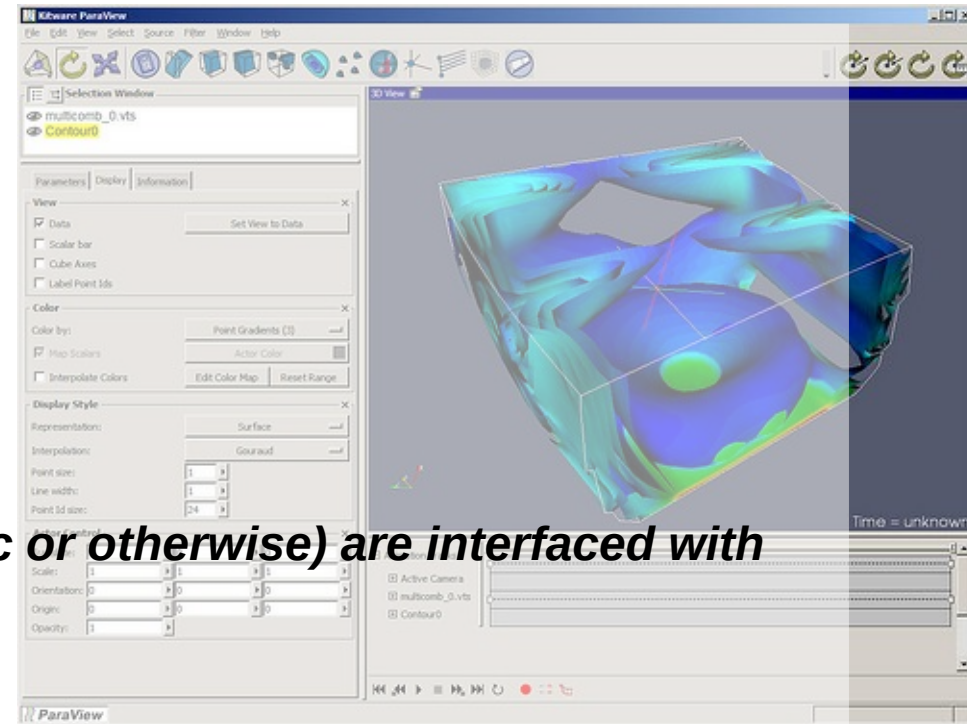 Kitware ParaView
File Edit View Select Source Filter Window Help
Selection Window
multicomb_0.vts
Contour0
Parameters Display Information
View
Data Set View to Data
Scalar bar
Cube Axes
Label Point Ids
Color
Color by: Point Gradients (3)
Map Scalars Actor Color
Interpolate Colors Edit Color Map Reset Range
Display Style
Representation: Surface
Interpolation: Gouraud
Point size: 1
Line width: 1
Point Id size: 24
Actor Control
c or otherwise) are interfaced with
Scale: 1 1 1
Orientation: 0 0 0
Origin: 0 0 0
Opacity: 1
3D View
Time = unknown
Active Camera
multicomb_0.vts
Contour0
ParaView